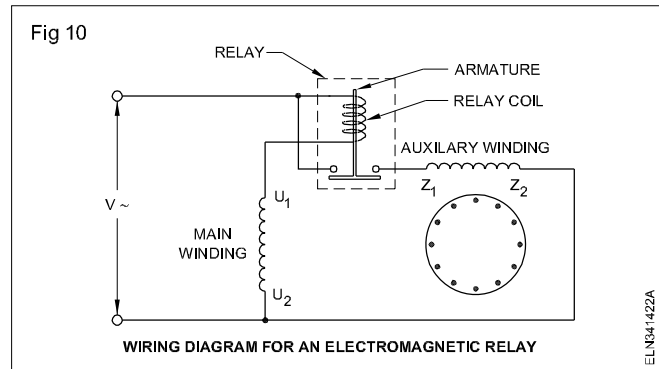 Fig 10
RELAY
ARMATURE
RELAY COIL
AUXILARY WINDING
Z1 Z2
U1
V ~
MAIN
WINDING
U2
WIRING DIAGRAM FOR AN ELECTROMAGNETIC RELAY
ELN341422A